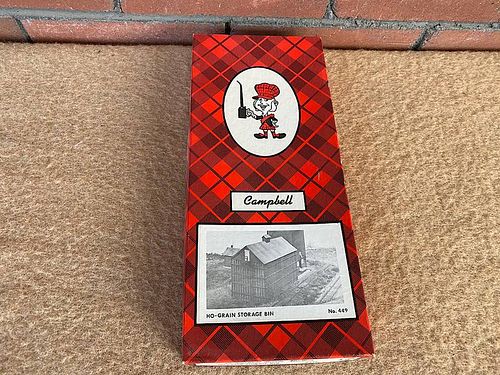 Campbell
HO-GRAIN STORAGE BIN No. 449